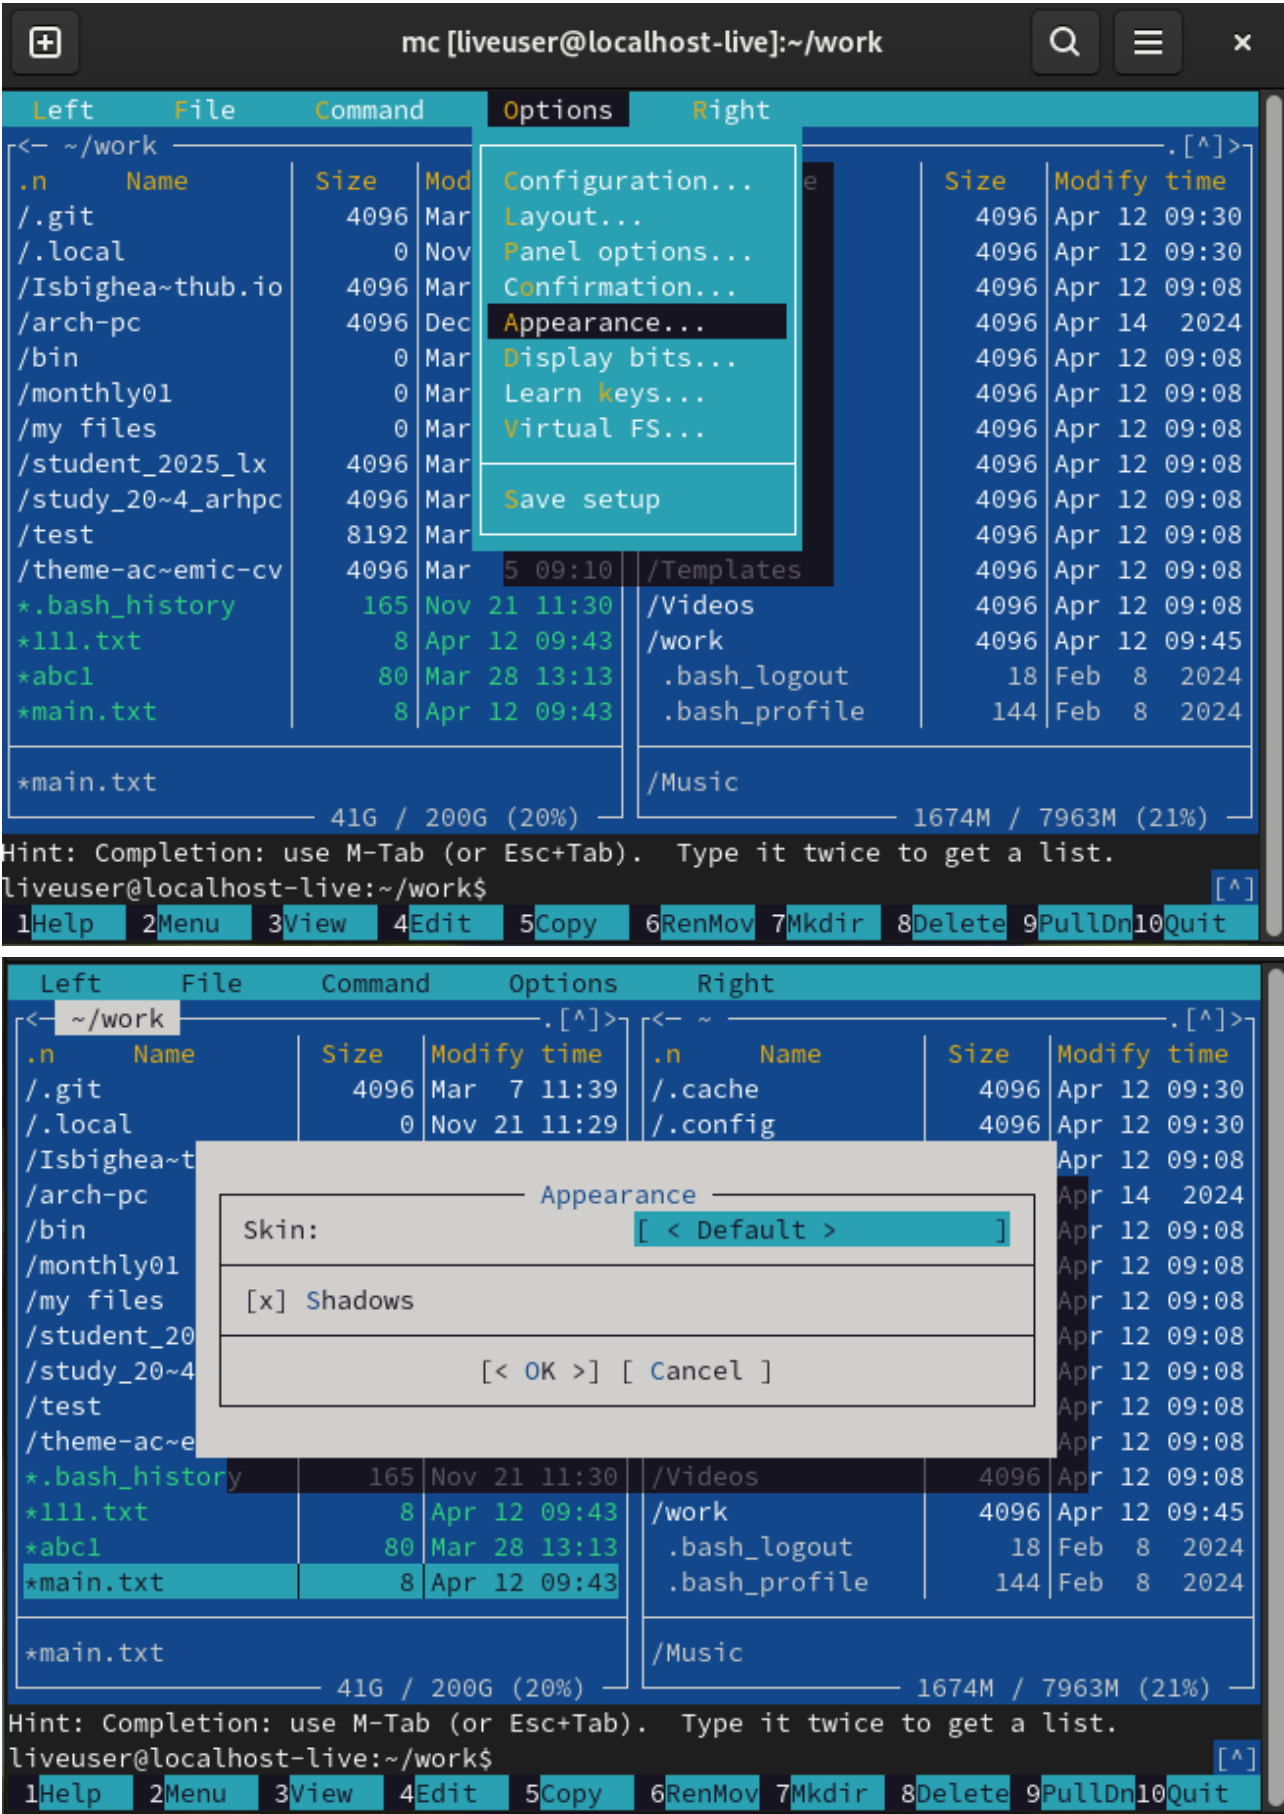 mc [liveuser@localhost-live]:~/work
Left File Command Options Right
<─ ~/work .[^]>
.n Name Size Mod Configuration... e Size Modify time
/.git 4096 Mar Layout... 4096 Apr 12 09:30
/.local 0 Nov Panel options... 4096 Apr 12 09:30
/Isbighea~thub.io 4096 Mar Confirmation... 4096 Apr 12 09:08
/arch-pc 4096 Dec Appearance... 4096 Apr 14 2024
/bin 0 Mar Display bits... 4096 Apr 12 09:08
/monthly01 0 Mar Learn keys... 4096 Apr 12 09:08
/my files 0 Mar Virtual FS... 4096 Apr 12 09:08
/student_2025_lx 4096 Mar 4096 Apr 12 09:08
/study_20~4_arhpc 4096 Mar Save setup 4096 Apr 12 09:08
/test 8192 Mar 4096 Apr 12 09:08
/theme-ac~emic-cv 4096 Mar 5 09:10 /Templates 4096 Apr 12 09:08
*.bash_history 165 Nov 21 11:30 /Videos 4096 Apr 12 09:08
*111.txt 8 Apr 12 09:43 /work 4096 Apr 12 09:45
*abc1 80 Mar 28 13:13 .bash_logout 18 Feb 8 2024
*main.txt 8 Apr 12 09:43 .bash_profile 144 Feb 8 2024
*main.txt /Music
41G / 200G (20%) 1674M / 7963M (21%)
Hint: Completion: use M-Tab (or Esc+Tab). Type it twice to get a list.
liveuser@localhost-live:~/work$ [^]
1Help 2Menu 3View 4Edit 5Copy 6RenMov 7Mkdir 8Delete 9PullDn 10Quit
Left File Command Options Right
<─ ~/work .[^]> <─ ~ .[^]>
.n Name Size Modify time .n Name Size Modify time
/.git 4096 Mar 7 11:39 /.cache 4096 Apr 12 09:30
/.local 0 Nov 21 11:29 /.config 4096 Apr 12 09:30
/Isbighea~t Apr 12 09:08
/arch-pc Appearance Apr 14 2024
/bin Skin: [ < Default > ] Apr 12 09:08
/monthly01 Apr 12 09:08
/my files [x] Shadows Apr 12 09:08
/student_20 Apr 12 09:08
/study_20~4 [< OK >] [ Cancel ] Apr 12 09:08
/test Apr 12 09:08
/theme-ac~e Apr 12 09:08
*.bash_history 165 Nov 21 11:30 /Videos 4096 Apr 12 09:08
*111.txt 8 Apr 12 09:43 /work 4096 Apr 12 09:45
*abc1 80 Mar 28 13:13 .bash_logout 18 Feb 8 2024
*main.txt 8 Apr 12 09:43 .bash_profile 144 Feb 8 2024
*main.txt /Music
41G / 200G (20%) 1674M / 7963M (21%)
Hint: Completion: use M-Tab (or Esc+Tab). Type it twice to get a list.
liveuser@localhost-live:~/work$ [^]
1Help 2Menu 3View 4Edit 5Copy 6RenMov 7Mkdir 8Delete 9PullDn 10Quit